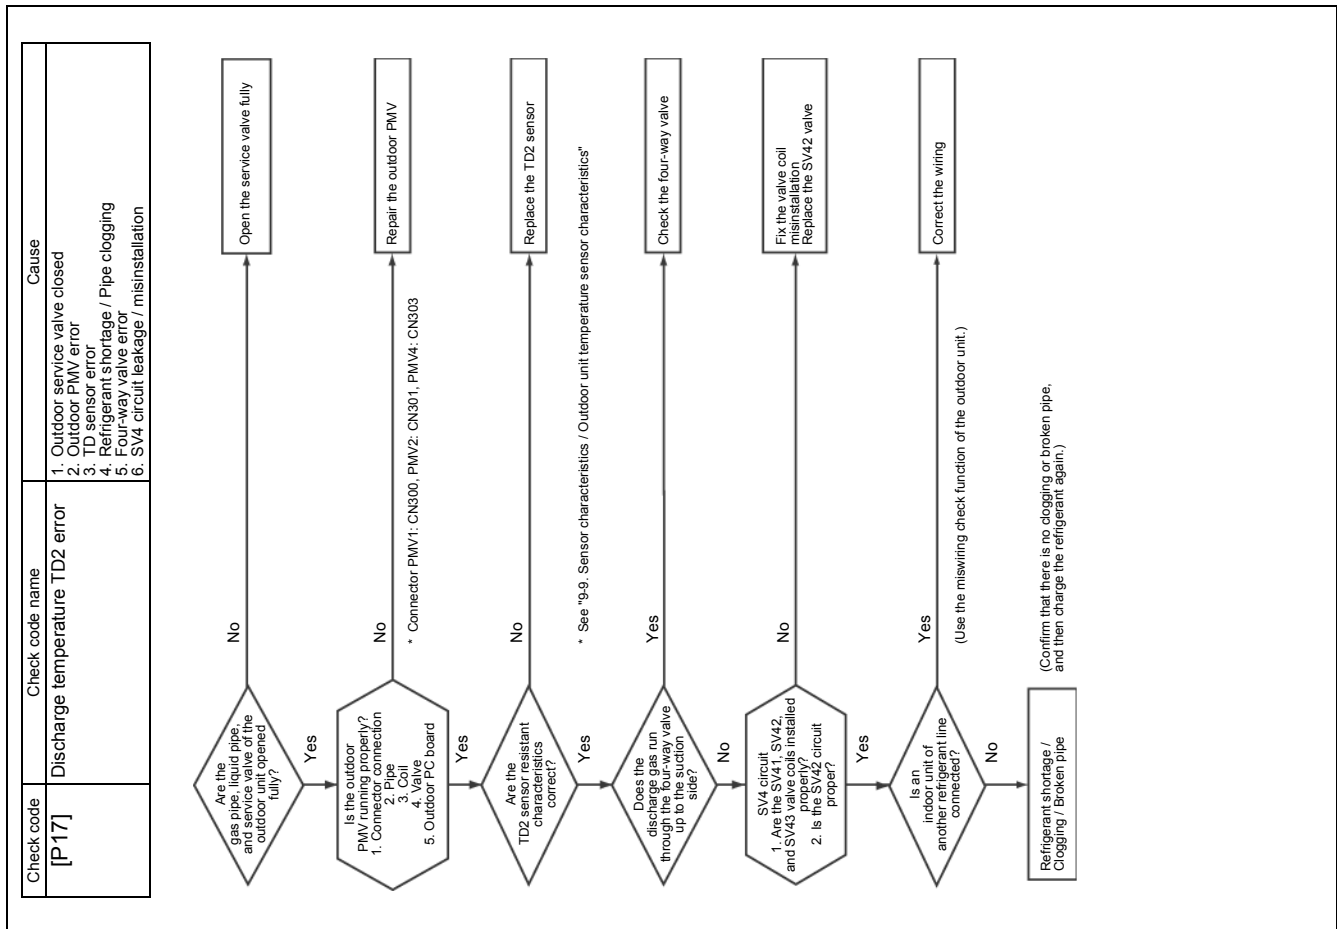 Check code
Check code name
Cause
[P17]
Discharge temperature TD2 error
1. Outdoor service valve closed
2. Outdoor PMV error
3. TD sensor error
4. Refrigerant shortage / Pipe clogging
5. Four-way valve error
6. SV4 circuit leakage / misinstallation
Are the
gas pipe, liquid pipe,
and service valve of the
outdoor unit opened
fully?
No
Open the service valve fully
Yes
Is the outdoor
PMV running properly?
1. Connector connection
2. Pipe
3. Coil
4. Valve
5. Outdoor PC board
No
Repair the outdoor PMV
* Connector PMV1: CN300, PMV2: CN301, PMV4: CN303
Yes
Are the
TD2 sensor resistant
characteristics
correct?
No
Replace the TD2 sensor
* See "9-9. Sensor characteristics / Outdoor unit temperature sensor characteristics"
Yes
Does the
discharge gas run
through the four-way valve
up to the suction
side?
Yes
Check the four-way valve
No
SV4 circuit
1. Are the SV41, SV42,
and SV43 valve coils installed
properly?
2. Is the SV42 circuit
proper?
No
Fix the valve coil
misinstallation
Replace the SV42 valve
Yes
Is an
indoor unit of
another refrigerant line
connected?
Yes
Correct the wiring
(Use the miswiring check function of the outdoor unit.)
No
Refrigerant shortage /
Clogging / Broken pipe
(Confirm that there is no clogging or broken pipe,
and then charge the refrigerant again.)